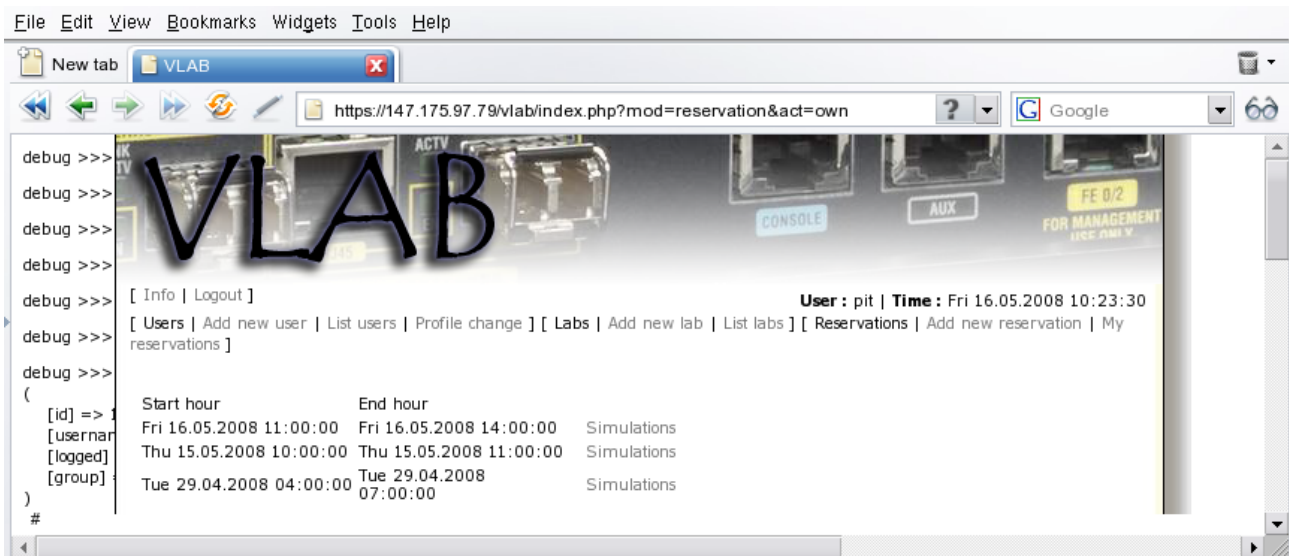 File Edit View Bookmarks Widgets Tools Help
New tab VLAB
https://147.175.97.79/vlab/index.php?mod=reservation&act=own ? G Google
debug >>>
debug >>>
debug >>>
debug >>>
debug >>>
debug >>>
debug >>>
(
[id] =>
[usernam
[logged]
[group]
)
#
ACTV
VLAB
CONSOLE
AUX
FE 0/2
FOR MANAGEMENT
USE ONLY
[ Info | Logout ]
User : pit | Time : Fri 16.05.2008 10:23:30
[ Users | Add new user | List users | Profile change ] [ Labs | Add new lab | List labs ] [ Reservations | Add new reservation | My
reservations ]
Start hour End hour
Fri 16.05.2008 11:00:00 Fri 16.05.2008 14:00:00 Simulations
Thu 15.05.2008 10:00:00 Thu 15.05.2008 11:00:00 Simulations
Tue 29.04.2008 04:00:00 Tue 29.04.2008
07:00:00 Simulations